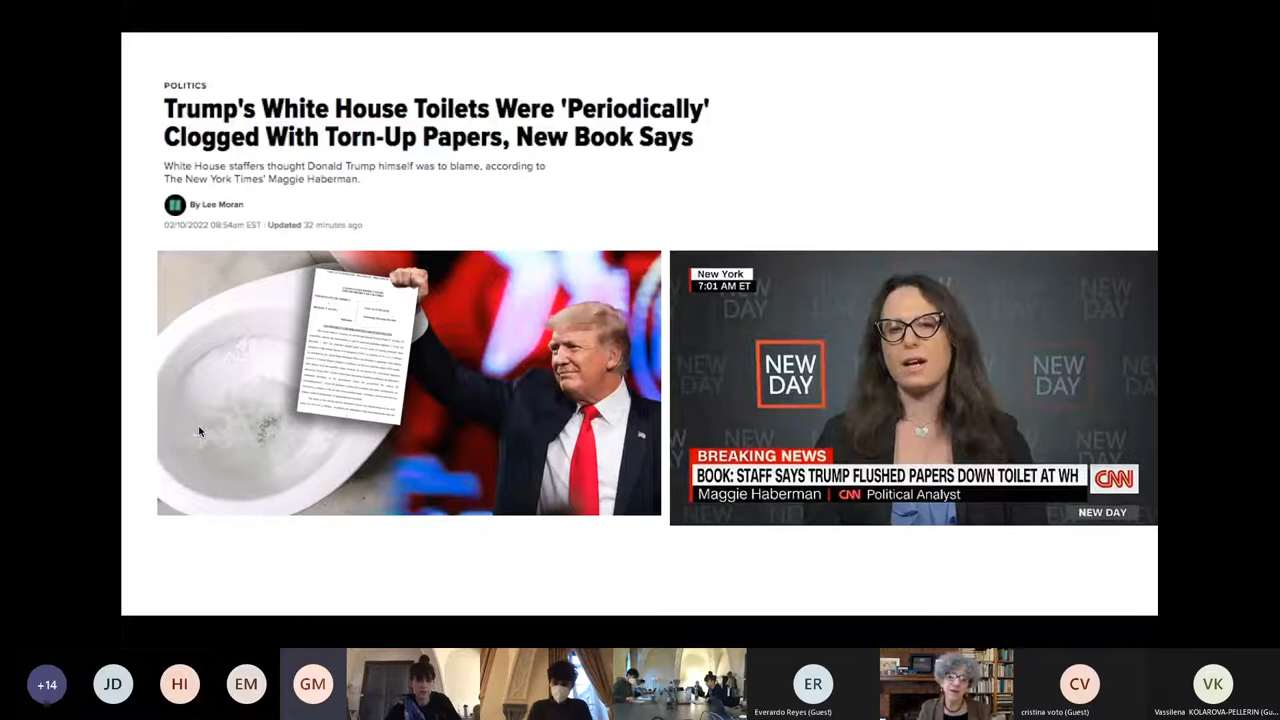 POLITICS
Trump's White House Toilets Were 'Periodically'
Clogged With Torn-Up Papers, New Book Says
White House staffers thought Donald Trump himself was to blame, according to
The New York Times' Maggie Haberman.
By Lee Moran
02/10/2022 08:54am EST | Updated 32 minutes ago
New York
7:01 AM ET
NEW
DAY
BREAKING NEWS
BOOK: STAFF SAYS TRUMP FLUSHED PAPERS DOWN TOILET AT WH
CNN
Maggie Haberman | CNN Political Analyst
NEW DAY
+14
JD
HI
EM
GM
ER
CV
VK
Everardo Reyes (Guest)
cristina voto (Guest)
Vassilena KOLAROVA-PELLERIN (Gu...